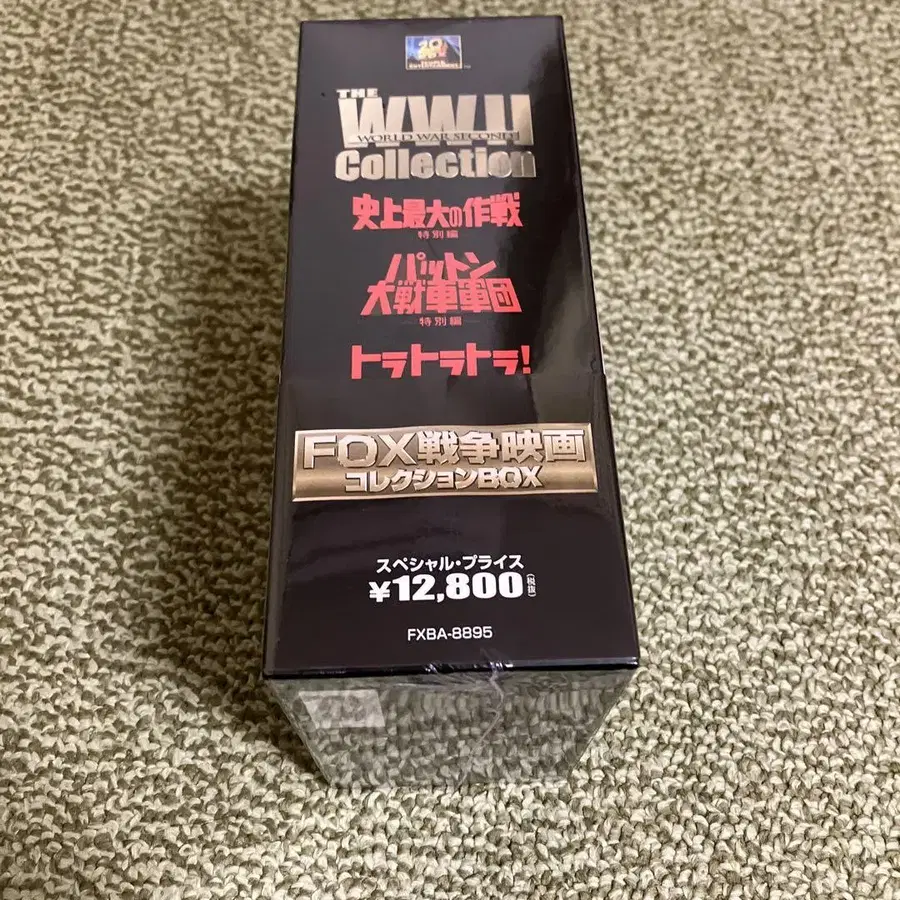 THE
WWII
WORLD WAR SECOND
Collection
史上最大の作戦
特別編
パットン
大戦車軍団
特別編
トラトラトラ!
FOX戦争映画
コレクションBOX
スペシャル・プライス
¥12,800(税抜)
FXBA-8895